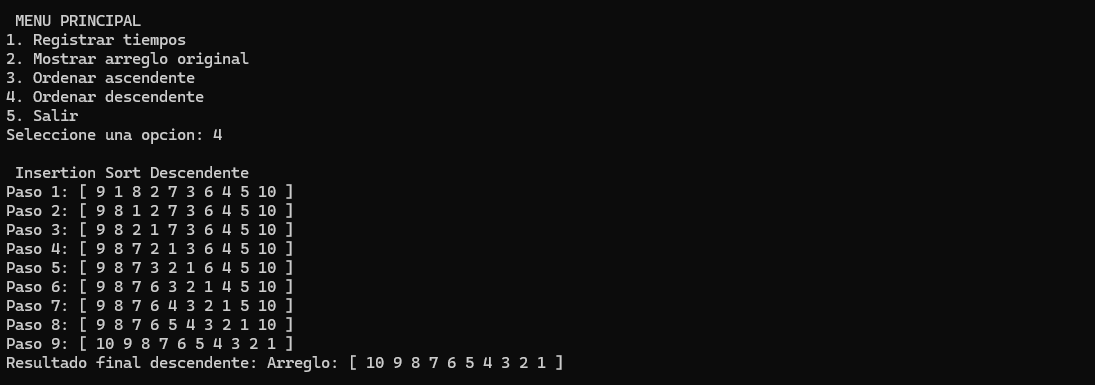 MENU PRINCIPAL
1. Registrar tiempos
2. Mostrar arreglo original
3. Ordenar ascendente
4. Ordenar descendente
5. Salir
Seleccione una opcion: 4
Insertion Sort Descendente
Paso 1: [ 9 1 8 2 7 3 6 4 5 10 ]
Paso 2: [ 9 8 1 2 7 3 6 4 5 10 ]
Paso 3: [ 9 8 2 1 7 3 6 4 5 10 ]
Paso 4: [ 9 8 7 2 1 3 6 4 5 10 ]
Paso 5: [ 9 8 7 3 2 1 6 4 5 10 ]
Paso 6: [ 9 8 7 6 3 2 1 4 5 10 ]
Paso 7: [ 9 8 7 6 4 3 2 1 5 10 ]
Paso 8: [ 9 8 7 6 5 4 3 2 1 10 ]
Paso 9: [ 10 9 8 7 6 5 4 3 2 1 ]
Resultado final descendente: Arreglo: [ 10 9 8 7 6 5 4 3 2 1 ]